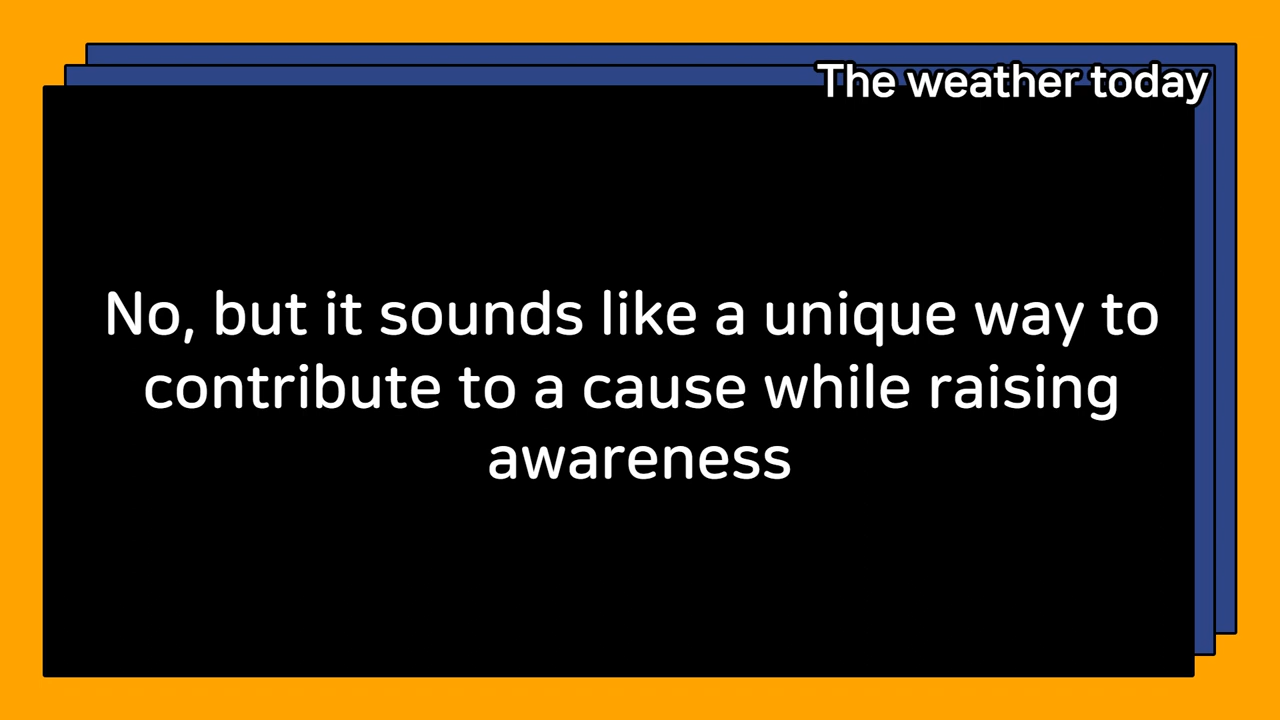 The weather today
No, but it sounds like a unique way to
contribute to a cause while raising
awareness